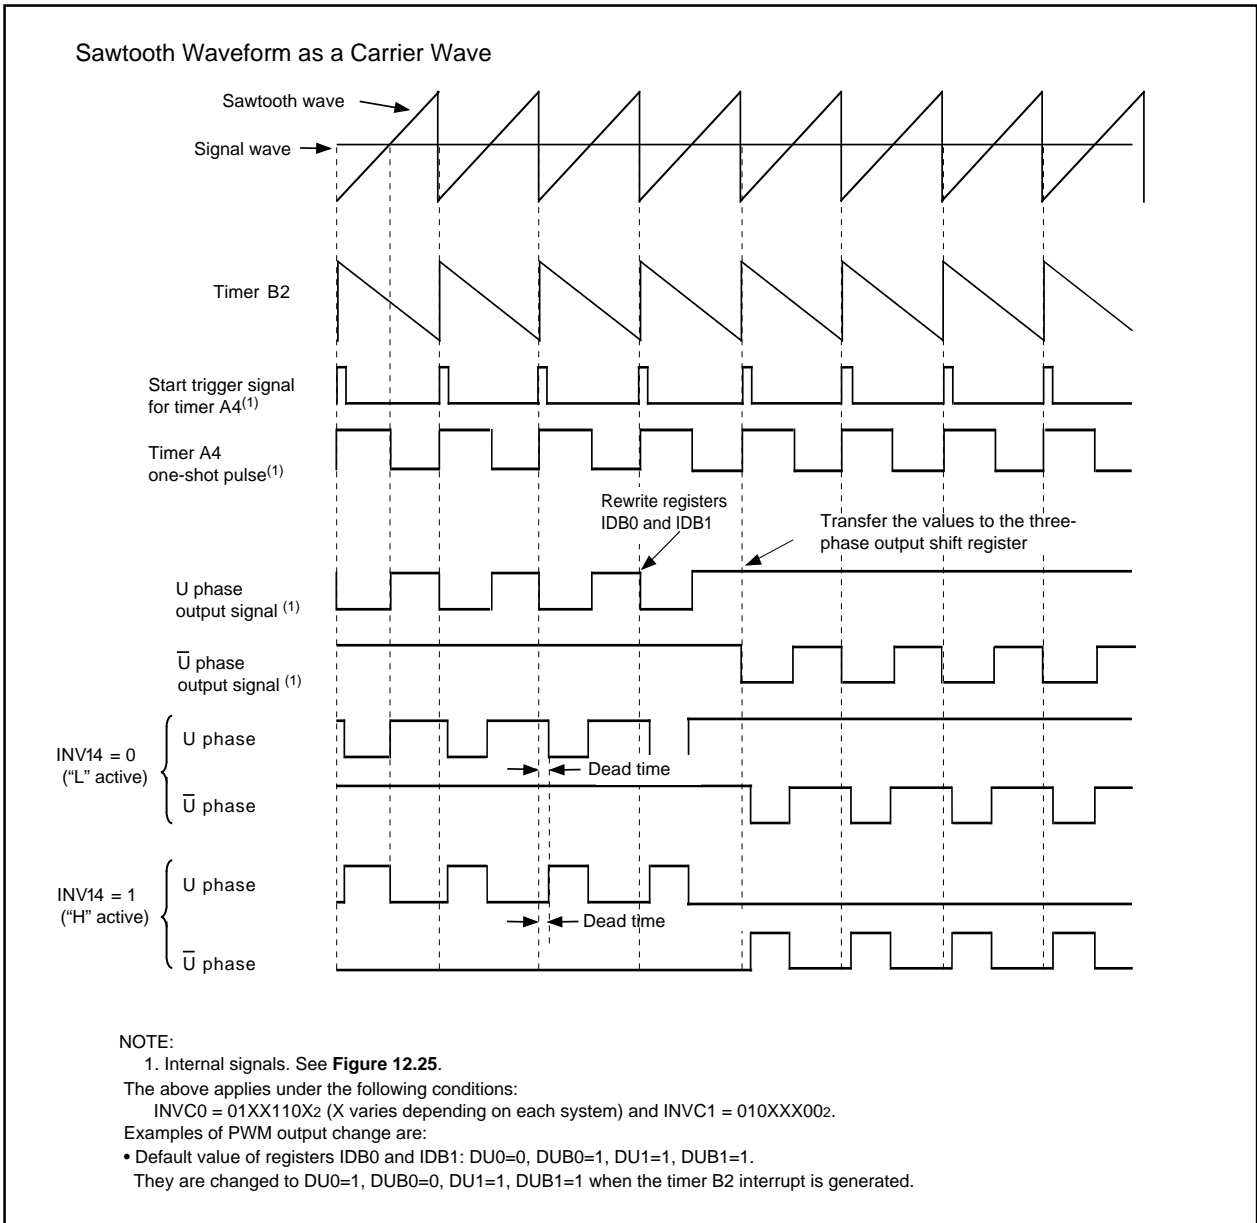 Sawtooth Waveform as a Carrier Wave
Sawtooth wave
Signal wave
Timer B2
Start trigger signal
for timer A4(1)
Timer A4
one-shot pulse(1)
Rewrite registers
IDB0 and IDB1
Transfer the values to the three-
phase output shift register
U phase
output signal (1)
U̅ phase
output signal (1)
INV14 = 0
(“L” active)
U phase
Dead time
U̅ phase
INV14 = 1
(“H” active)
U phase
Dead time
U̅ phase
NOTE:
1. Internal signals. See Figure 12.25.
The above applies under the following conditions:
INVC0 = 01XX110X2 (X varies depending on each system) and INVC1 = 010XXX002.
Examples of PWM output change are:
• Default value of registers IDB0 and IDB1: DU0=0, DUB0=1, DU1=1, DUB1=1.
They are changed to DU0=1, DUB0=0, DU1=1, DUB1=1 when the timer B2 interrupt is generated.